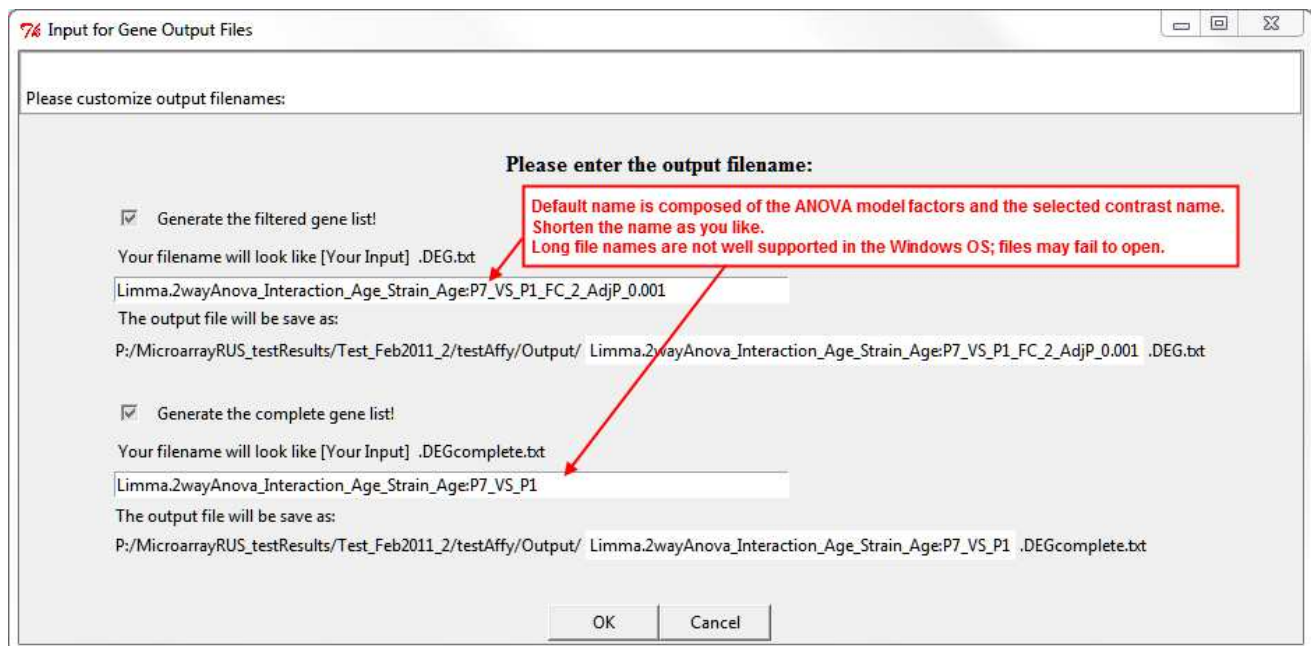 Input for Gene Output Files
Please customize output filenames:
Please enter the output filename:
Generate the filtered gene list!
Default name is composed of the ANOVA model factors and the selected contrast name.
Shorten the name as you like.
Long file names are not well supported in the Windows OS; files may fail to open.
Your filename will look like [Your Input] .DEG.txt
Limma.2wayAnova_Interaction_Age_Strain_Age:P7_VS_P1_FC_2_AdjP_0.001
The output file will be save as:
P:/MicroarrayRUS_testResults/Test_Feb2011_2/testAffy/Output/ Limma.2wayAnova_Interaction_Age_Strain_Age:P7_VS_P1_FC_2_AdjP_0.001 .DEG.txt
Generate the complete gene list!
Your filename will look like [Your Input] .DEGcomplete.txt
Limma.2wayAnova_Interaction_Age_Strain_Age:P7_VS_P1
The output file will be save as:
P:/MicroarrayRUS_testResults/Test_Feb2011_2/testAffy/Output/ Limma.2wayAnova_Interaction_Age_Strain_Age:P7_VS_P1 .DEGcomplete.txt
OK Cancel